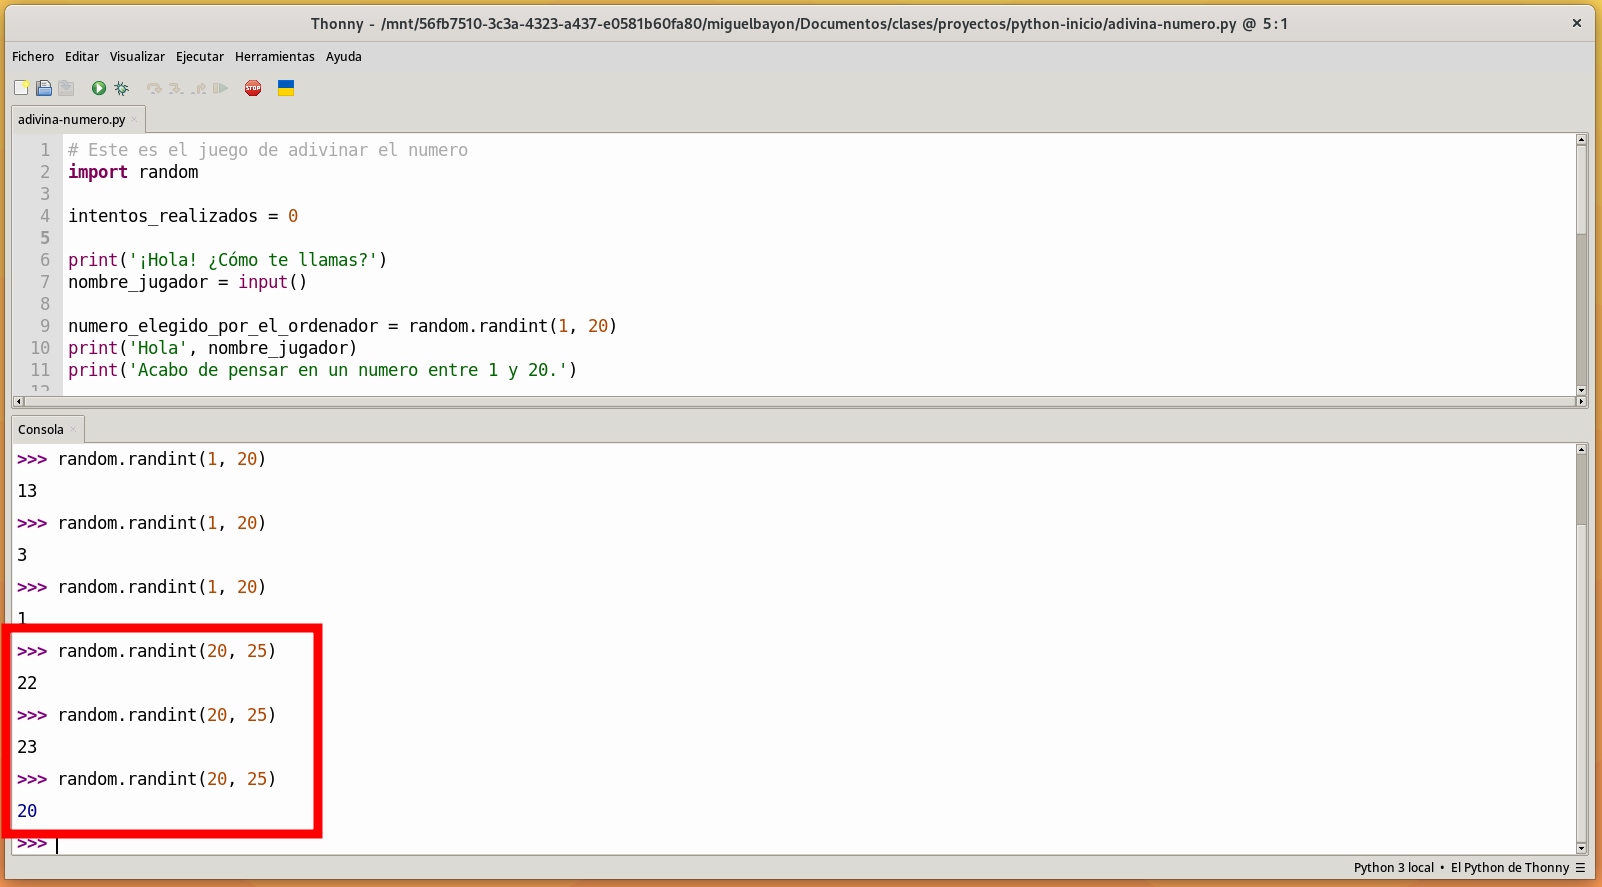 Thonny - /mnt/56fb7510-3c3a-4323-a437-e0581b60fa80/miguelbayon/Documentos/clases/proyectos/python-inicio/adivina-numero.py @ 5:1
Fichero Editar Visualizar Ejecutar Herramientas Ayuda
STOP
adivina-numero.py
1 # Este es el juego de adivinar el numero
2 import random
3
4 intentos_realizados = 0
5
6 print('¡Hola! ¿Cómo te llamas?')
7 nombre_jugador = input()
8
9 numero_elegido_por_el_ordenador = random.randint(1, 20)
10 print('Hola', nombre_jugador)
11 print('Acabo de pensar en un numero entre 1 y 20.')
12
Consola
>>> random.randint(1, 20)
13
>>> random.randint(1, 20)
3
>>> random.randint(1, 20)
1
>>> random.randint(20, 25)
22
>>> random.randint(20, 25)
23
>>> random.randint(20, 25)
20
>>>
Python 3 local • El Python de Thonny ☰